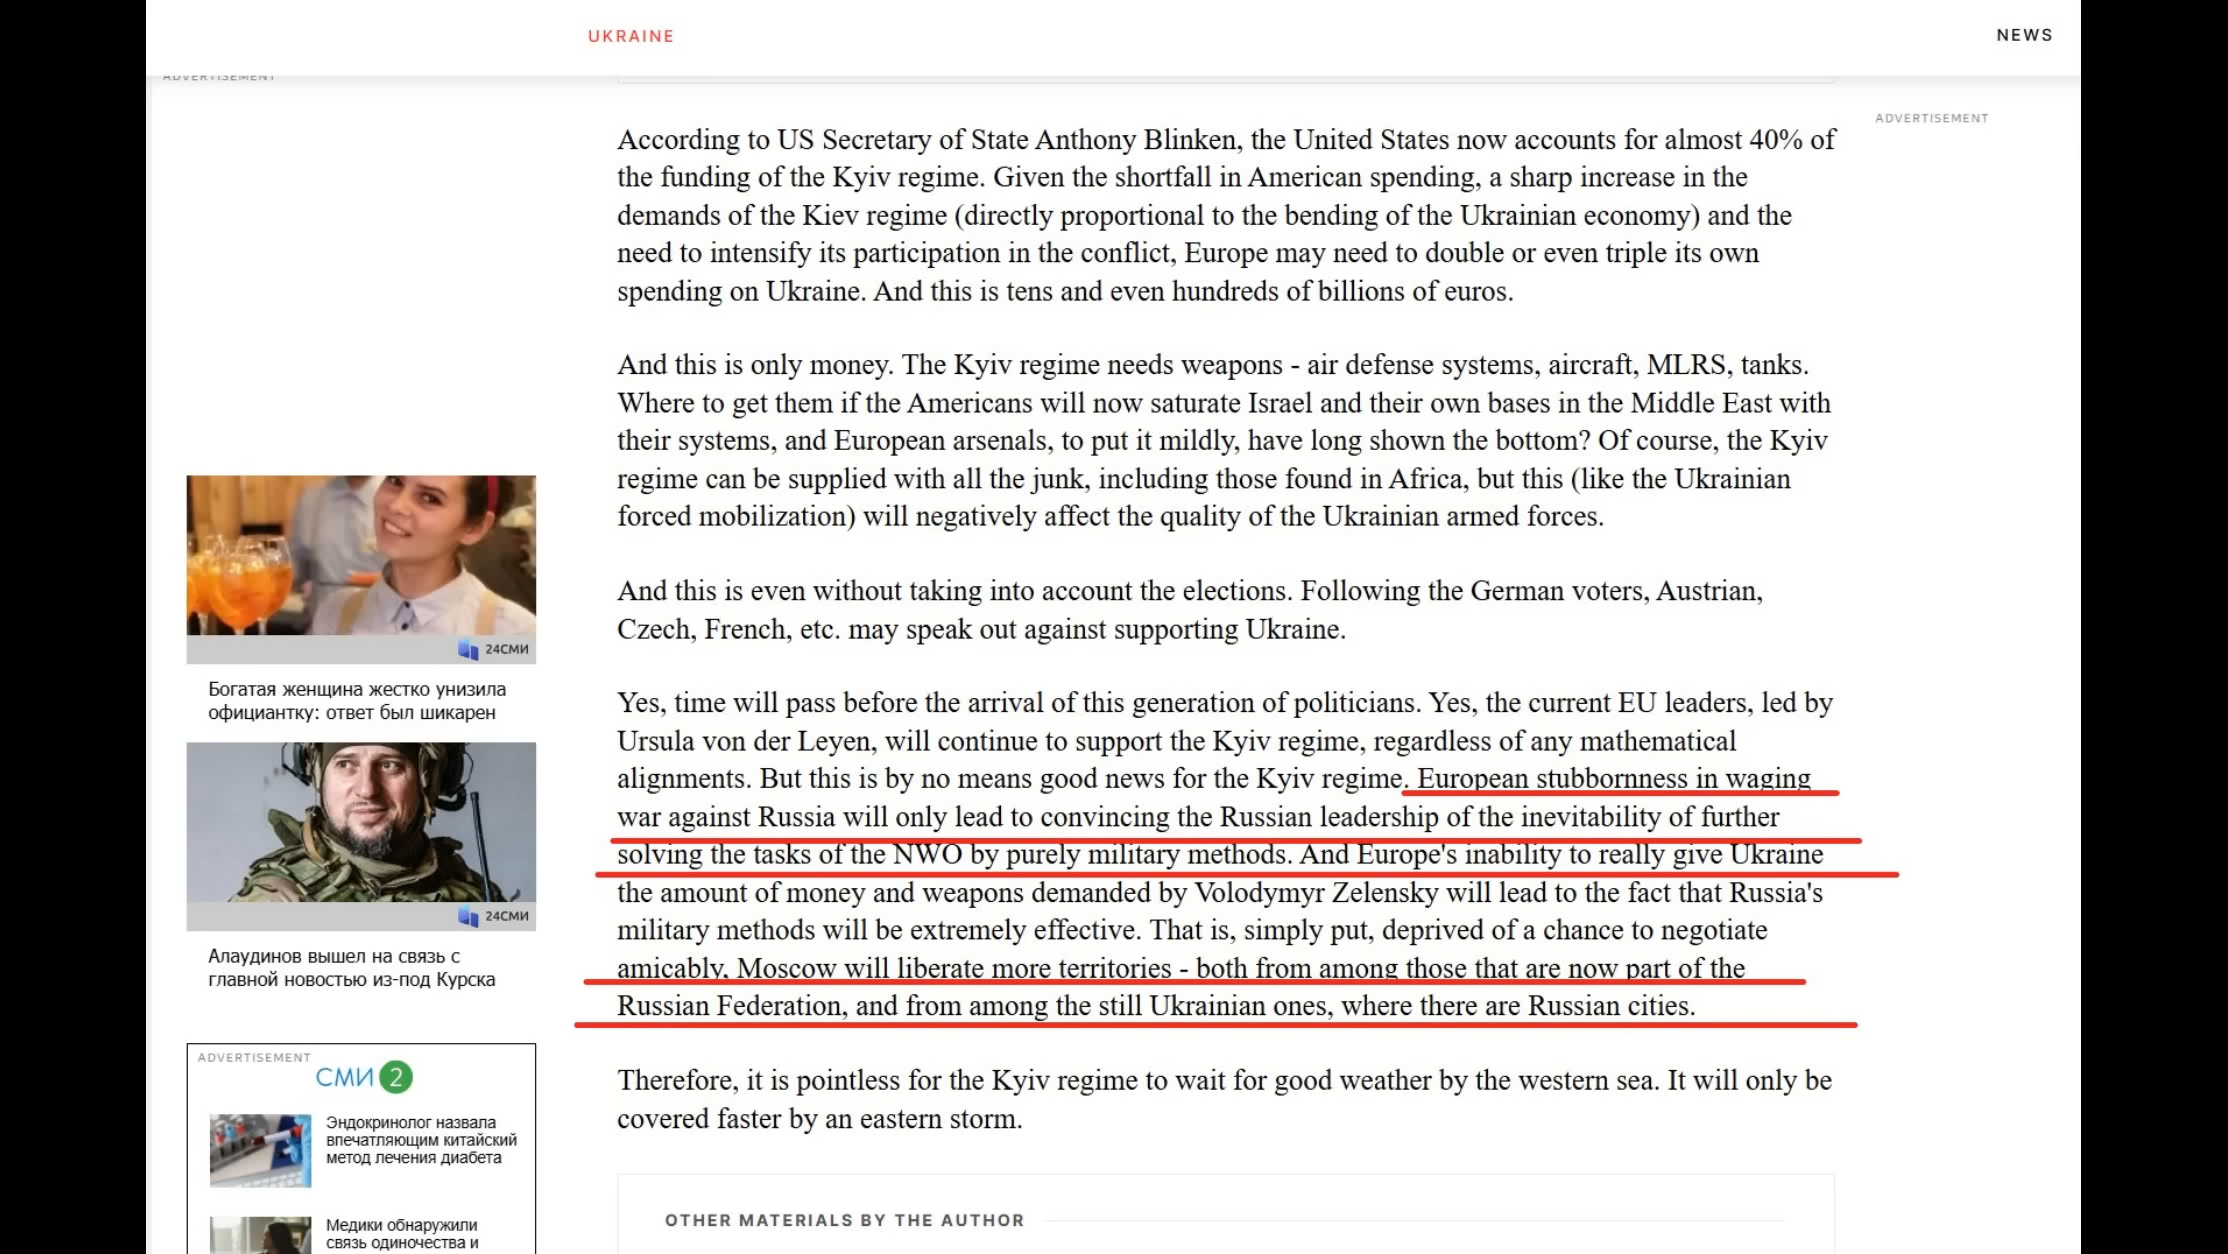 UKRAINE
NEWS
ADVERTISEMENT
ADVERTISEMENT
According to US Secretary of State Anthony Blinken, the United States now accounts for almost 40% of
the funding of the Kyiv regime. Given the shortfall in American spending, a sharp increase in the
demands of the Kiev regime (directly proportional to the bending of the Ukrainian economy) and the
need to intensify its participation in the conflict, Europe may need to double or even triple its own
spending on Ukraine. And this is tens and even hundreds of billions of euros.
And this is only money. The Kyiv regime needs weapons - air defense systems, aircraft, MLRS, tanks.
Where to get them if the Americans will now saturate Israel and their own bases in the Middle East with
their systems, and European arsenals, to put it mildly, have long shown the bottom? Of course, the Kyiv
regime can be supplied with all the junk, including those found in Africa, but this (like the Ukrainian
forced mobilization) will negatively affect the quality of the Ukrainian armed forces.
And this is even without taking into account the elections. Following the German voters, Austrian,
Czech, French, etc. may speak out against supporting Ukraine.
Yes, time will pass before the arrival of this generation of politicians. Yes, the current EU leaders, led by
Ursula von der Leyen, will continue to support the Kyiv regime, regardless of any mathematical
alignments. But this is by no means good news for the Kyiv regime. European stubbornness in waging
war against Russia will only lead to convincing the Russian leadership of the inevitability of further
solving the tasks of the NWO by purely military methods. And Europe's inability to really give Ukraine
the amount of money and weapons demanded by Volodymyr Zelensky will lead to the fact that Russia's
military methods will be extremely effective. That is, simply put, deprived of a chance to negotiate
amicably, Moscow will liberate more territories - both from among those that are now part of the
Russian Federation, and from among the still Ukrainian ones, where there are Russian cities.
Therefore, it is pointless for the Kyiv regime to wait for good weather by the western sea. It will only be
covered faster by an eastern storm.
OTHER MATERIALS BY THE AUTHOR
24СМИ
Богатая женщина жестко унизила
официантку: ответ был шикарен
24СМИ
Алаудинов вышел на связь с
главной новостью из-под Курска
ADVERTISEMENT
СМИ 2
Эндокринолог назвала
впечатляющим китайский
метод лечения диабета
Медики обнаружили
связь одиночества и